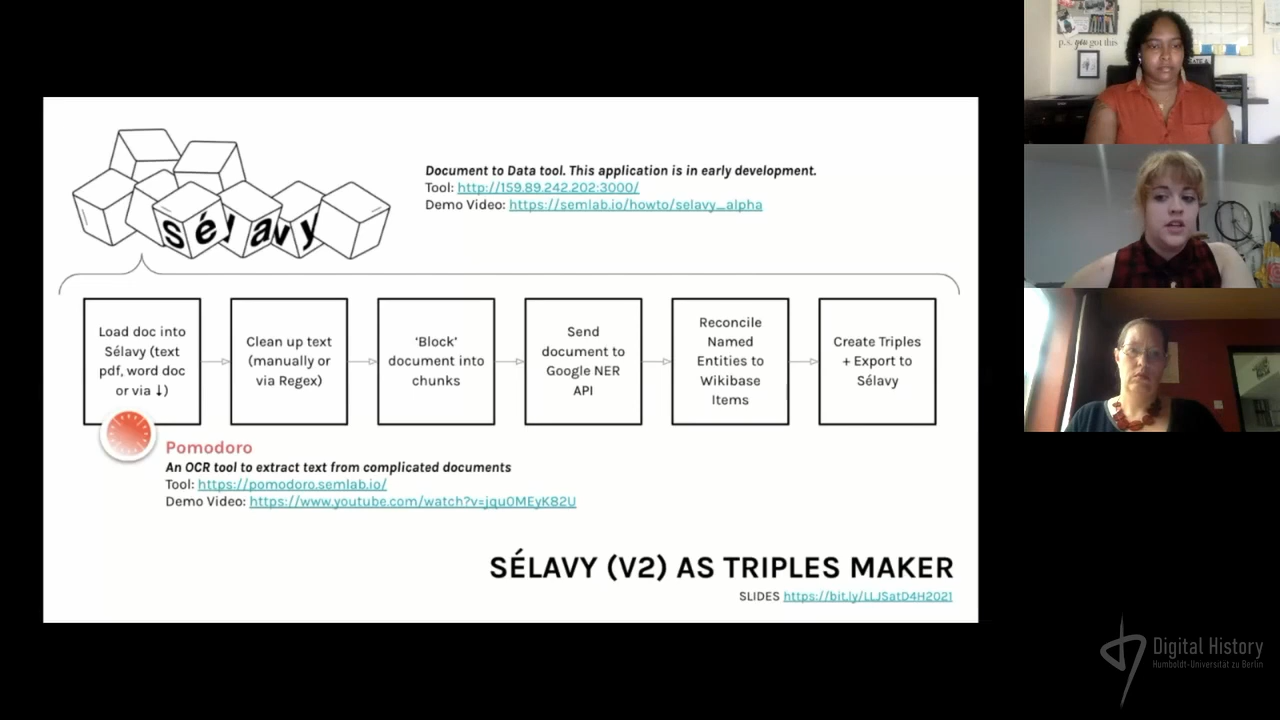 Sélavy
Document to Data tool. This application is in early development.
Tool: http://159.89.242.202:3000/
Demo Video: https://semlab.io/howto/selavy_alpha
Load doc into
Sélavy (text
pdf, word doc
or via ↓)
Clean up text
(manually or
via Regex)
‘Block’
document into
chunks
Send
document to
Google NER
API
Reconcile
Named
Entities to
Wikibase
Items
Create Triples
+ Export to
Sélavy
Pomodoro
An OCR tool to extract text from complicated documents
Tool: https://pomodoro.semlab.io/
Demo Video: https://www.youtube.com/watch?v=jqu0MEyK82U
SÉLAVY (V2) AS TRIPLES MAKER
SLIDES https://bit.ly/LLJSatD4H2021
p.s. you got this
Digital History
Humboldt-Universität zu Berlin